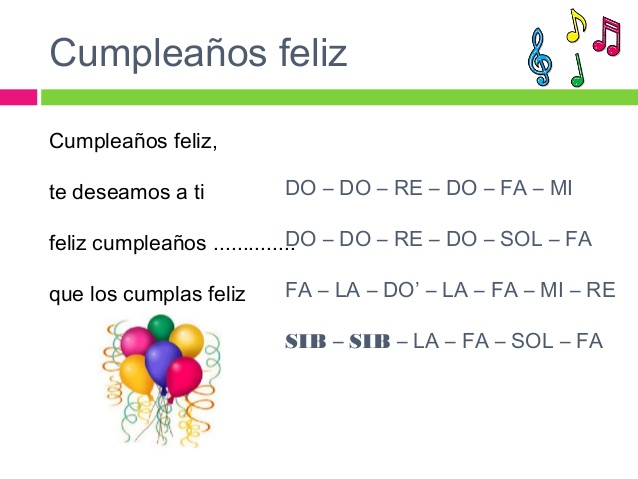 Cumpleaños feliz
Cumpleaños feliz,
te deseamos a ti
feliz cumpleaños ..............
que los cumplas feliz
DO – DO – RE – DO – FA – MI
DO – DO – RE – DO – SOL – FA
FA – LA – DO’ – LA – FA – MI – RE
SIB – SIB – LA – FA – SOL – FA